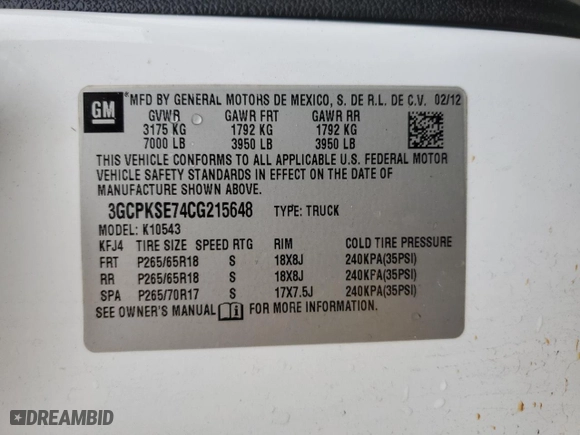 GM *MFD BY GENERAL MOTORS DE MEXICO, S. DE R.L. DE C.V. 02/12
GVWR GAWR FRT GAWR RR
3175 KG 1792 KG 1792 KG
7000 LB 3950 LB 3950 LB
THIS VEHICLE CONFORMS TO ALL APPLICABLE U.S. FEDERAL MOTOR
VEHICLE SAFETY STANDARDS IN EFFECT ON THE DATE OF
MANUFACTURE SHOWN ABOVE.
3GCPKSE74CG215648 TYPE: TRUCK
MODEL: K10543
KFJ4 TIRE SIZE SPEED RTG RIM COLD TIRE PRESSURE
FRT P265/65R18 S 18X8J 240KPA(35PSI)
RR P265/65R18 S 18X8J 240KPA(35PSI)
SPA P265/70R17 S 17X7.5J 240KPA(35PSI)
SEE OWNER'S MANUAL FOR MORE INFORMATION.
DREAMBID